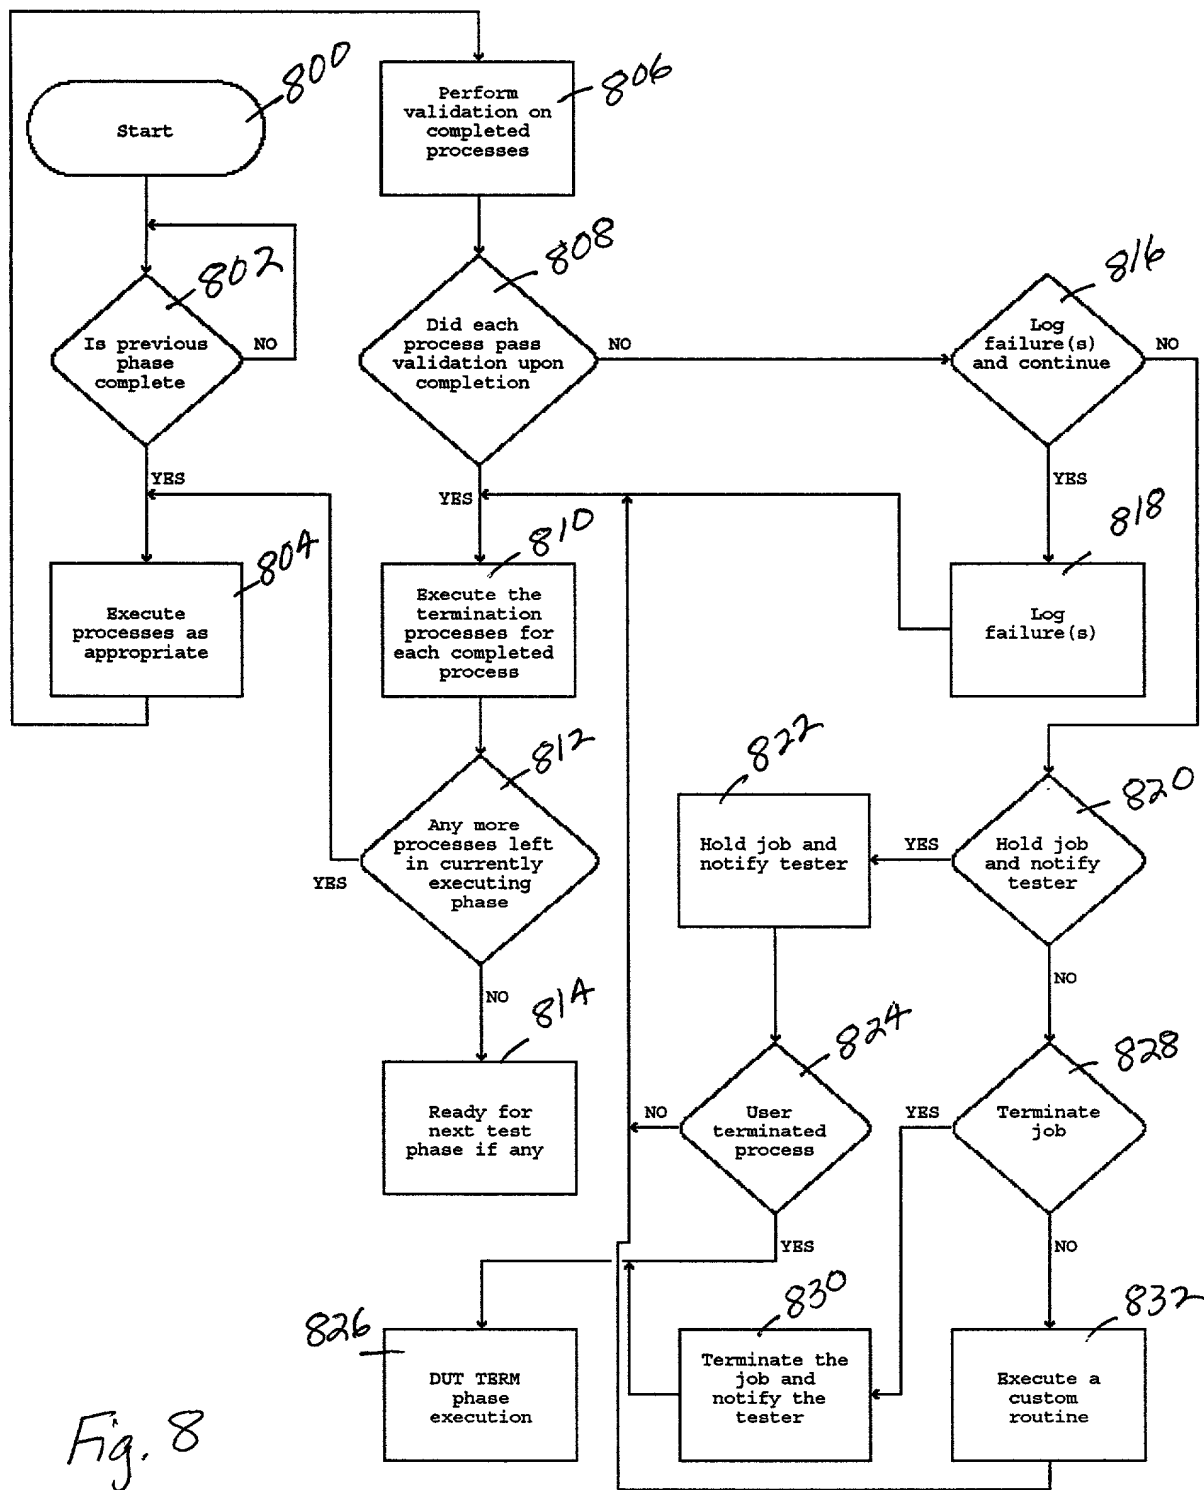 800
Start
802
Is previous
phase
complete
NO
YES
804
Execute
processes as
appropriate
806
Perform
validation on
completed
processes
808
Did each
process pass
validation upon
completion
NO
YES
810
Execute the
termination
processes for
each completed
process
812
Any more
processes left
in currently
executing
phase
YES
NO
814
Ready for
next test
phase if any
816
Log
failure(s)
and continue
NO
YES
818
Log
failure(s)
820
Hold job
and notify
tester
YES
NO
822
Hold job and
notify tester
824
User
terminated
process
NO
YES
826
DUT TERM
phase
execution
828
Terminate
job
YES
NO
830
Terminate the
job and
notify the
tester
832
Execute a
custom
routine
Fig. 8